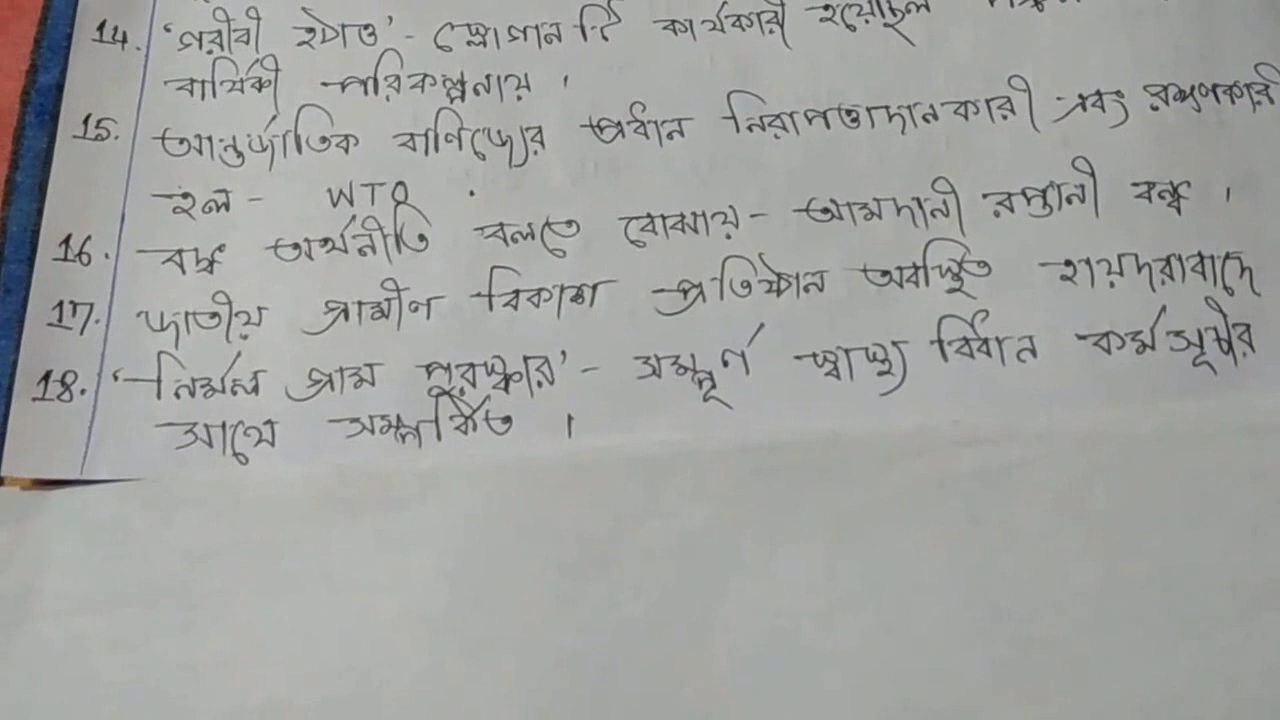 14. 'গরীবী হটাও' - স্লোগানটি কার্যকারী হয়েছিল
বার্ষিকী পরিকল্পনায়।
15. আন্তর্জাতিক বাণিজ্যের প্রধান নিরাপত্তাদানকারী এবং রক্ষণকারী
হল - WTO.
16. বদ্ধ অর্থনীতি বলতে বোঝায় - আমদানী রপ্তানী বন্ধ।
17. জাতীয় গ্রামীণ বিকাশ প্রতিষ্ঠান অবস্থিত হায়দরাবাদে
18. 'নির্মল গ্রাম পুরস্কার' - সম্পূর্ণ স্বাস্থ্য বিধান কর্মসূচীর
সাথে সম্পর্কিত।